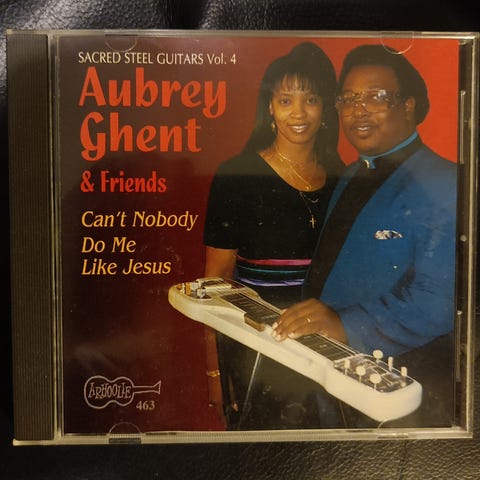 SACRED STEEL GUITARS Vol. 4
Aubrey
Ghent
& Friends
Can't Nobody
Do Me
Like Jesus
ARHOOLIE
463